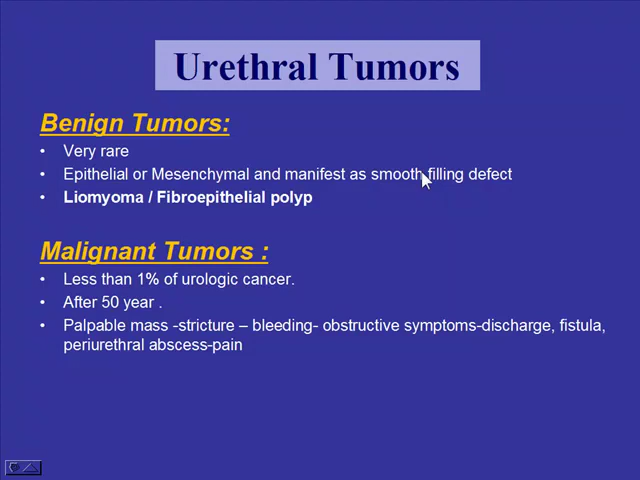 Urethral Tumors
Benign Tumors:
• Very rare
• Epithelial or Mesenchymal and manifest as smooth filling defect
• Liomyoma / Fibroepithelial polyp
Malignant Tumors :
• Less than 1% of urologic cancer.
• After 50 year .
• Palpable mass -stricture – bleeding- obstructive symptoms-discharge, fistula,
periurethral abscess-pain